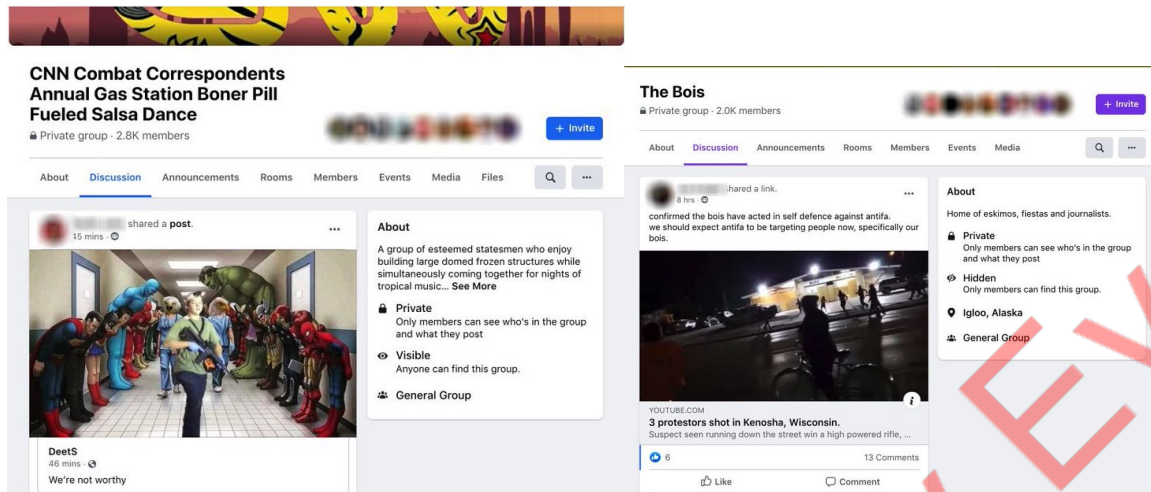 CNN Combat Correspondents
Annual Gas Station Boner Pill
Fueled Salsa Dance
Private group · 2.8K members
+ Invite
About Discussion Announcements Rooms Members Events Media Files
shared a post.
45 mins ·
About
A group of esteemed statesmen who enjoy
building large domed frozen structures while
simultaneously coming together for nights of
tropical music... See More
Private
Only members can see who's in the group
and what they post
Visible
Anyone can find this group.
General Group
DeetS
46 mins ·
We're not worthy
The Bois
Private group · 2.0K members
+ Invite
About Discussion Announcements Rooms Members Events Media
shared a link.
8 hrs ·
confirmed the bois have acted in self defence against antifa.
we should expect antifa to be targeting people now, specifically our
bois.
YOUTUBE.COM
3 protestors shot in Kenosha, Wisconsin.
Suspect seen running down the street win a high powered rifle, ...
6 13 Comments
Like Comment
About
Home of eskimos, fiestas and journalists.
Private
Only members can see who's in the group
and what they post
Hidden
Only members can find this group.
Igloo, Alaska
General Group